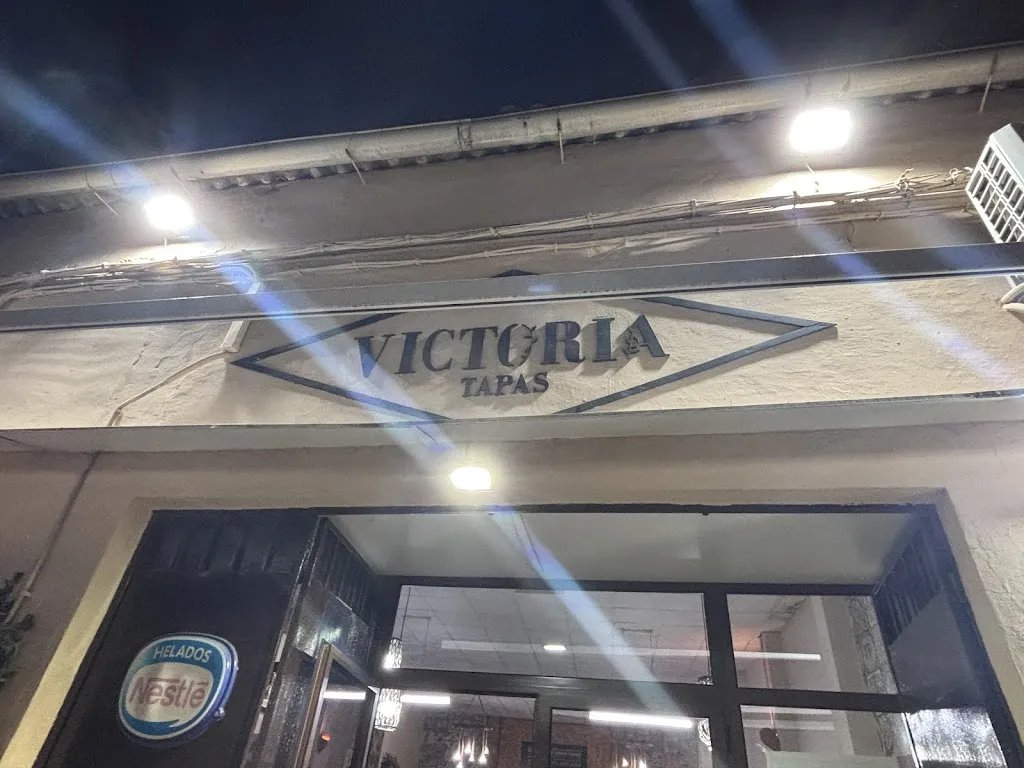 VICTORIA
TAPAS
HELADOS
Nestlé